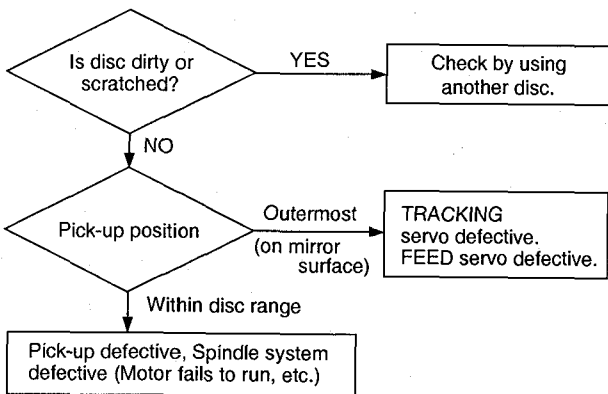 Is disc dirty or
scratched?
YES
Check by using
another disc.
NO
Pick-up position
Outermost
(on mirror
surface)
TRACKING
servo defective.
FEED servo defective.
Within disc range
Pick-up defective, Spindle system
defective (Motor fails to run, etc.)